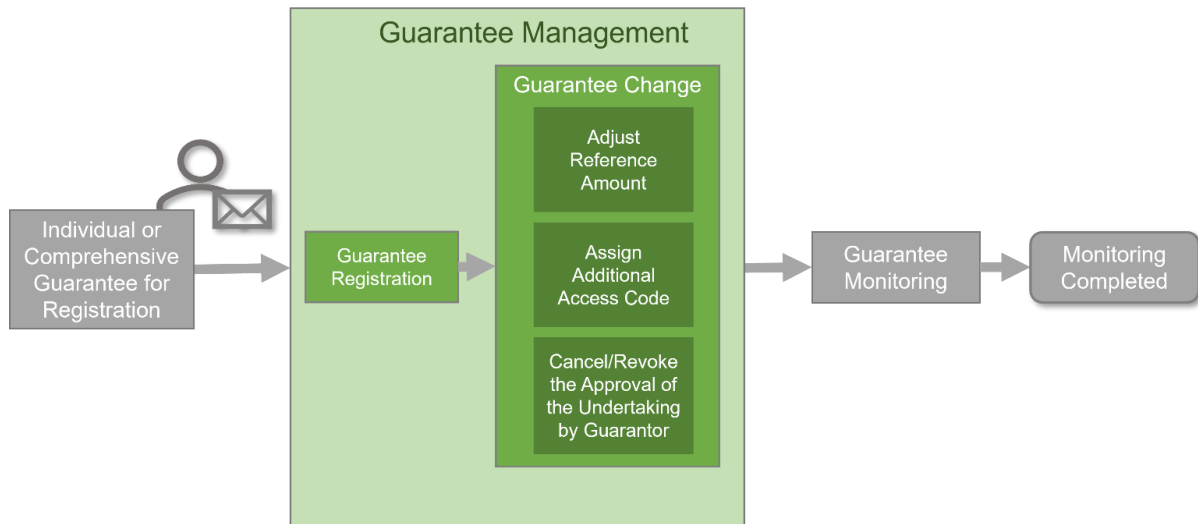 Guarantee Management
Individual or
Comprehensive
Guarantee for
Registration
Guarantee
Registration
Guarantee Change
Adjust
Reference
Amount
Assign
Additional
Access Code
Cancel/Revoke
the Approval of
the Undertaking
by Guarantor
Guarantee
Monitoring
Monitoring
Completed